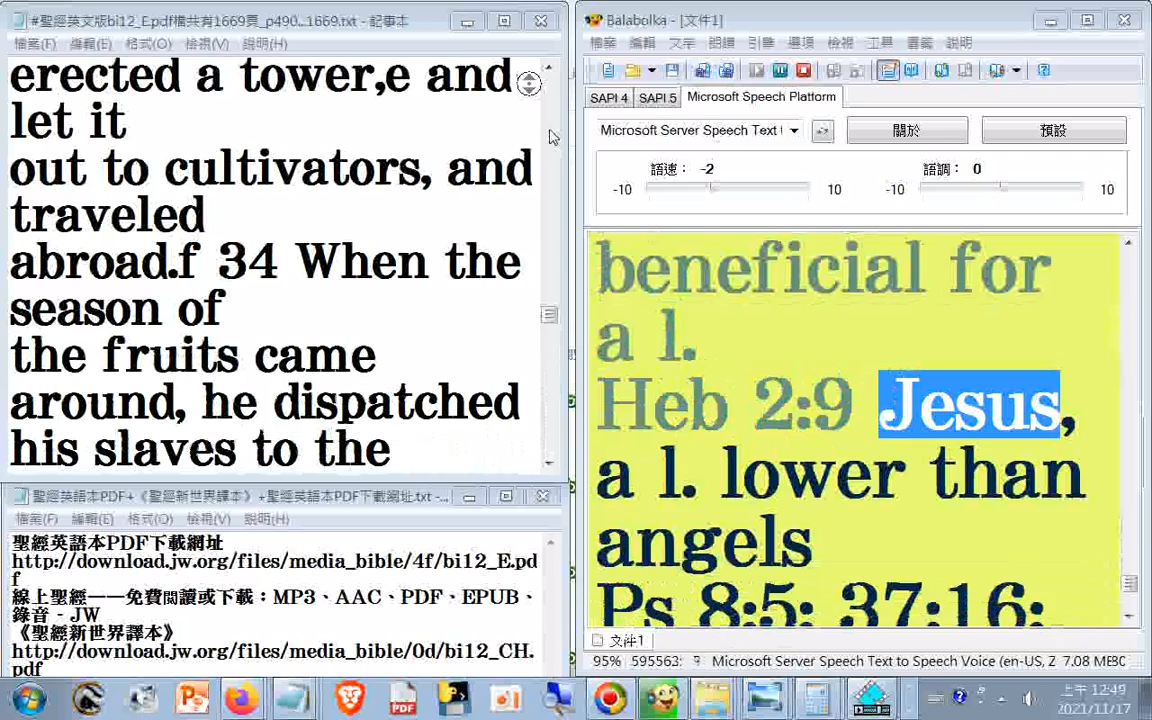 #聖經英文版bi12_E.pdf檔共有1669頁_p490...1669.txt - 記事本
檔案(F) 編輯(E) 格式(O) 檢視(V) 說明(H)
erected a tower,e and
let it
out to cultivators, and
traveled
abroad.f 34 When the
season of
the fruits came
around, he dispatched
his slaves to the
聖經英語本PDF+《聖經新世界譯本》+聖經英語本PDF下載網址.txt - ...
檔案(F) 編輯(E) 格式(O) 檢視(V) 說明(H)
聖經英語本PDF下載網址
http://download.jw.org/files/media_bible/4f/bi12_E.pd
f
線上聖經——免費閱讀或下載：MP3、AAC、PDF、EPUB、
錄音 - JW
《聖經新世界譯本》
http://download.jw.org/files/media_bible/0d/bi12_CH.
pdf
Balabolka - [文件1]
檔案 編輯 文字 朗讀 引擎 選項 檢視 工具 書籤 說明
SAPI 4 SAPI 5 Microsoft Speech Platform
Microsoft Server Speech Text t 關於 預設
語速： -2 語調： 0
-10 10 -10 10
beneficial for
a l.
Heb 2:9 Jesus,
a l. lower than
angels
Ps 8:5; 37:16;
文件1
95% 595563: Microsoft Server Speech Text to Speech Voice (en-US, Z 7.08 MEBC
PDF
上午 12:49
2021/11/17